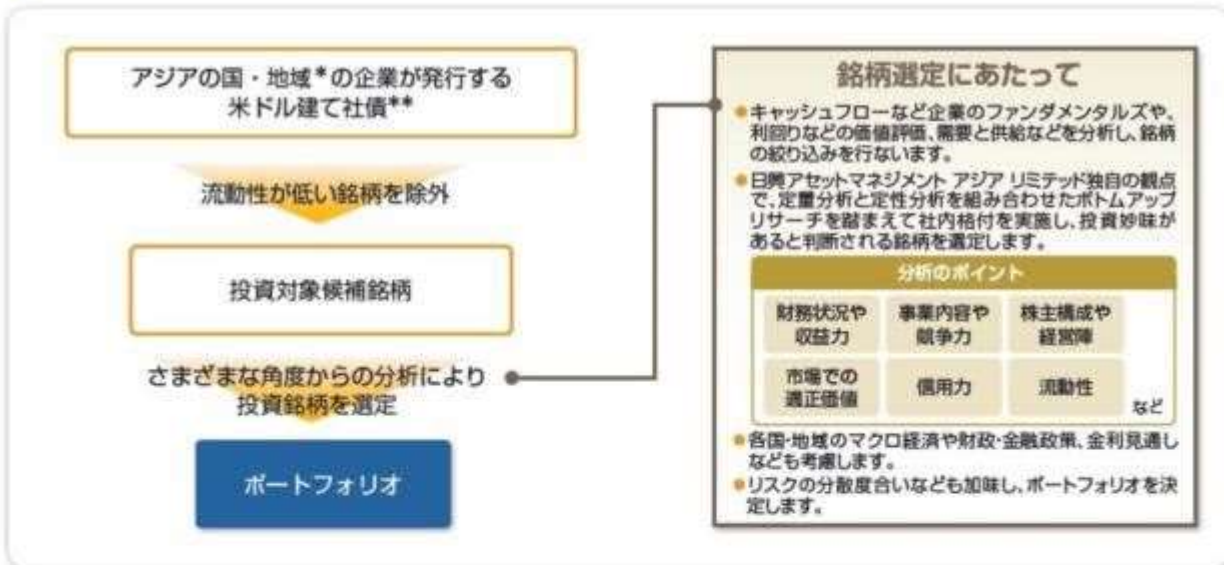 アジアの国・地域*の企業が発行する
米ドル建て社債**
流動性が低い銘柄を除外
投資対象候補銘柄
さまざまな角度からの分析により
投資銘柄を選定
ポートフォリオ
銘柄選定にあたって
●キャッシュフローなど企業のファンダメンタルズや、
利回りなどの価値評価、需要と供給などを分析し、銘柄
の絞り込みを行ないます。
●日興アセットマネジメント アジア リミテッド独自の観点
で、定量分析と定性分析を組み合わせたボトムアップ
リサーチを踏まえて社内格付を実施し、投資妙味が
あると判断される銘柄を選定します。
分析のポイント
財務状況や
収益力
事業内容や
競争力
株主構成や
経営陣
市場での
適正価値
信用力
流動性
など
●各国・地域のマクロ経済や財政・金融政策、金利見通し
なども考慮します。
●リスクの分散度合いなども加味し、ポートフォリオを決
定します。